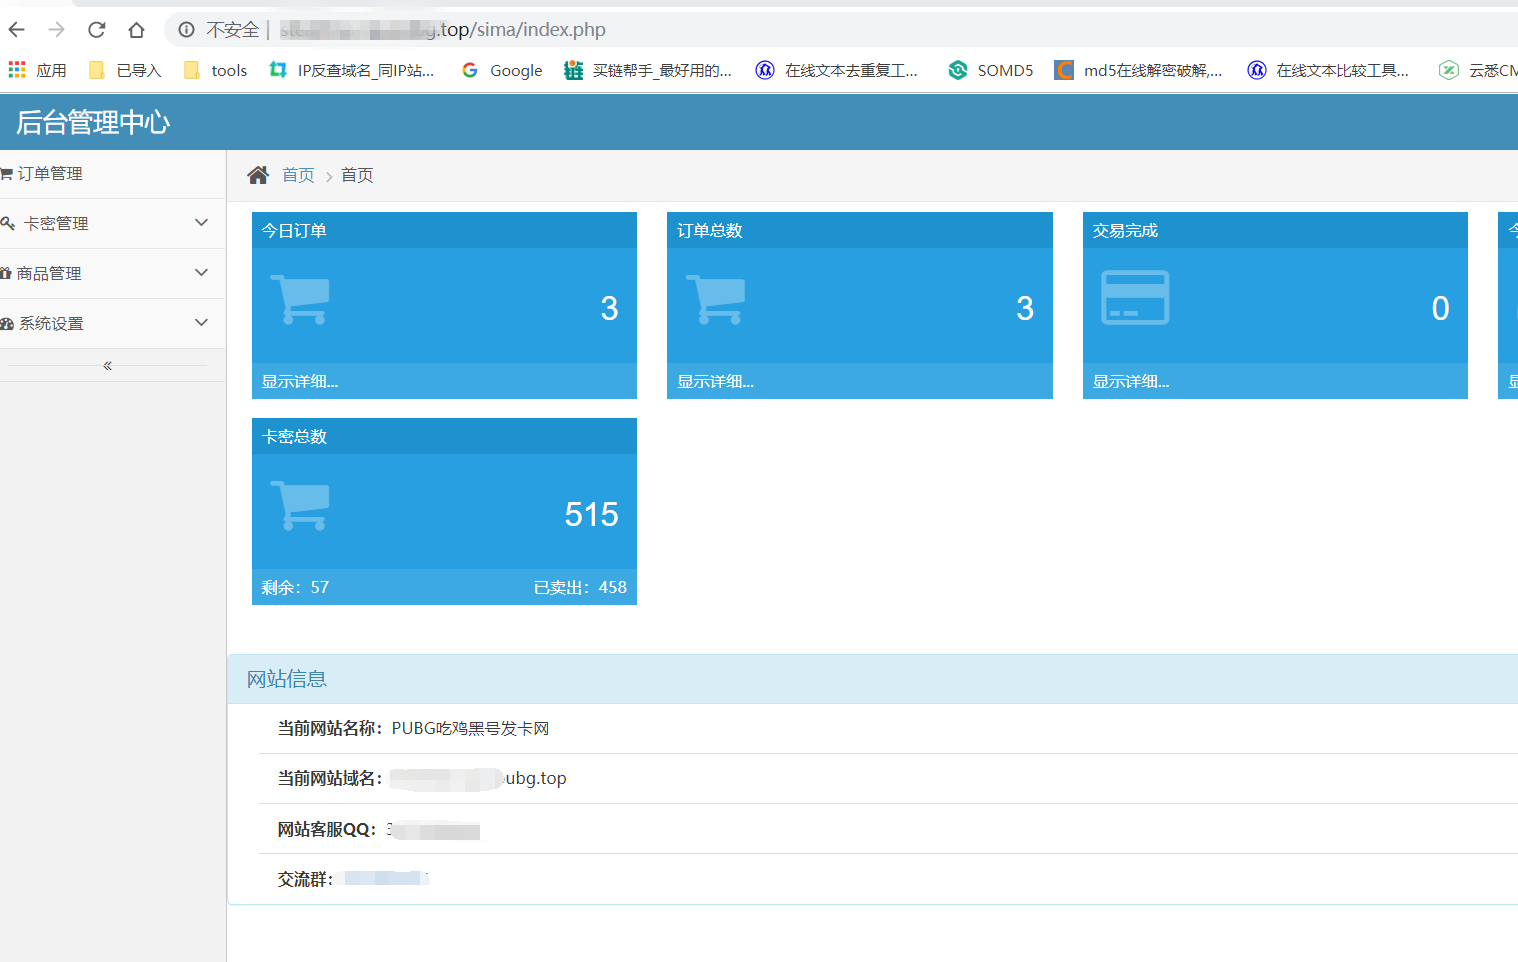 不安全 | .top/sima/index.php
应用 已导入 tools IP反查域名_同IP站... Google 买链帮手_最好用的... 在线文本去重复工... SOMD5 md5在线解密破解,... 在线文本比较工具... 云悉CM
后台管理中心
订单管理
卡密管理
商品管理
系统设置
首页 首页
今日订单 订单总数 交易完成
3 3 0
显示详细... 显示详细... 显示详细...
卡密总数
515
剩余：57 已卖出：458
网站信息
当前网站名称：PUBG吃鸡黑号发卡网
当前网站域名： ubg.top
网站客服QQ：
交流群：